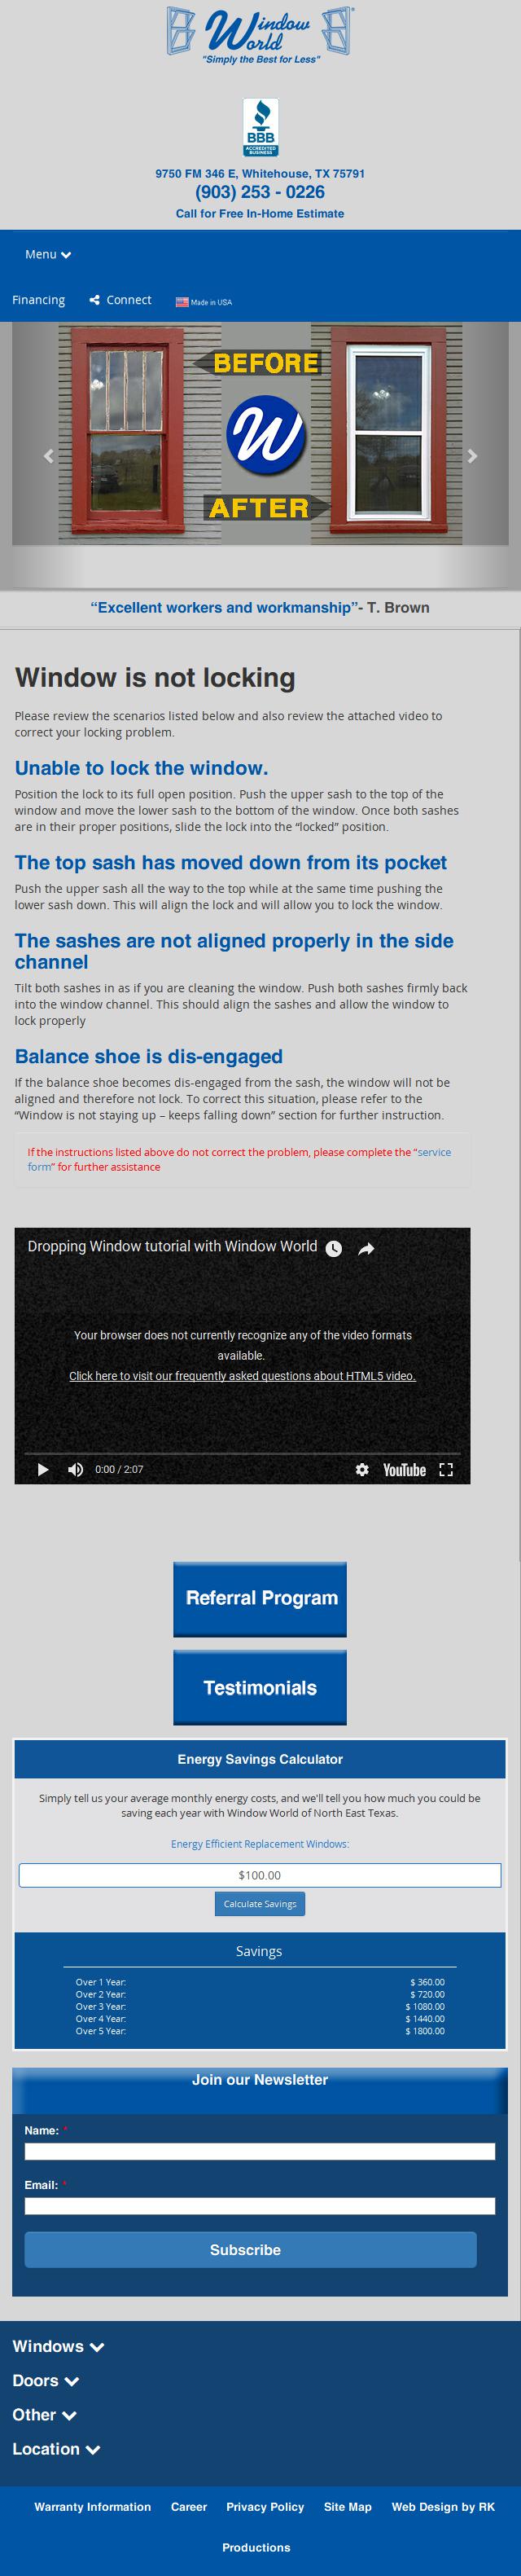 Window
World
®
"Simply the Best for Less"
BBB
ACCREDITED
BUSINESS
9750 FM 346 E, Whitehouse, TX 75791
(903) 253 - 0226
Call for Free In-Home Estimate
Menu
Financing Connect Made in USA
BEFORE
W
AFTER
“Excellent workers and workmanship”- T. Brown
Window is not locking
Please review the scenarios listed below and also review the attached video to
correct your locking problem.
Unable to lock the window.
Position the lock to its full open position. Push the upper sash to the top of the
window and move the lower sash to the bottom of the window. Once both sashes
are in their proper positions, slide the lock into the “locked” position.
The top sash has moved down from its pocket
Push the upper sash all the way to the top while at the same time pushing the
lower sash down. This will align the lock and will allow you to lock the window.
The sashes are not aligned properly in the side
channel
Tilt both sashes in as if you are cleaning the window. Push both sashes firmly back
into the window channel. This should align the sashes and allow the window to
lock properly
Balance shoe is dis-engaged
If the balance shoe becomes dis-engaged from the sash, the window will not be
aligned and therefore not lock. To correct this situation, please refer to the
“Window is not staying up – keeps falling down” section for further instruction.
If the instructions listed above do not correct the problem, please complete the “service
form” for further assistance
Dropping Window tutorial with Window World
Your browser does not currently recognize any of the video formats
available.
Click here to visit our frequently asked questions about HTML5 video.
0:00 / 2:07 YouTube
Referral Program
Testimonials
Energy Savings Calculator
Simply tell us your average monthly energy costs, and we'll tell you how much you could be
saving each year with Window World of North East Texas.
Energy Efficient Replacement Windows:
$100.00
Calculate Savings
Savings
Over 1 Year: $ 360.00
Over 2 Year: $ 720.00
Over 3 Year: $ 1080.00
Over 4 Year: $ 1440.00
Over 5 Year: $ 1800.00
Join our Newsletter
Name: *
Email: *
Subscribe
Windows
Doors
Other
Location
Warranty Information Career Privacy Policy Site Map Web Design by RK
Productions